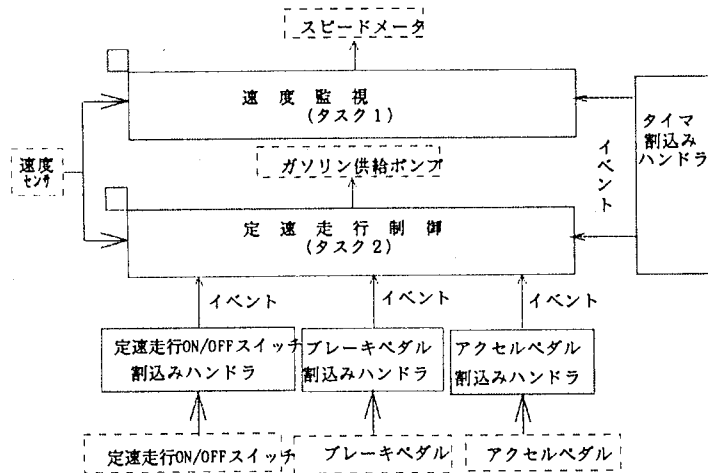 スピードメータ
速度監視
(タスク1)
タイマ
割込み
ハンドラ
イベント
速度
センサ
ガソリン供給ポンプ
定速走行制御
(タスク2)
イベント
イベント
イベント
定速走行ON/OFFスイッチ
割込みハンドラ
ブレーキペダル
割込みハンドラ
アクセルペダル
割込みハンドラ
定速走行ON/OFFスイッチ
ブレーキペダル
アクセルペダル